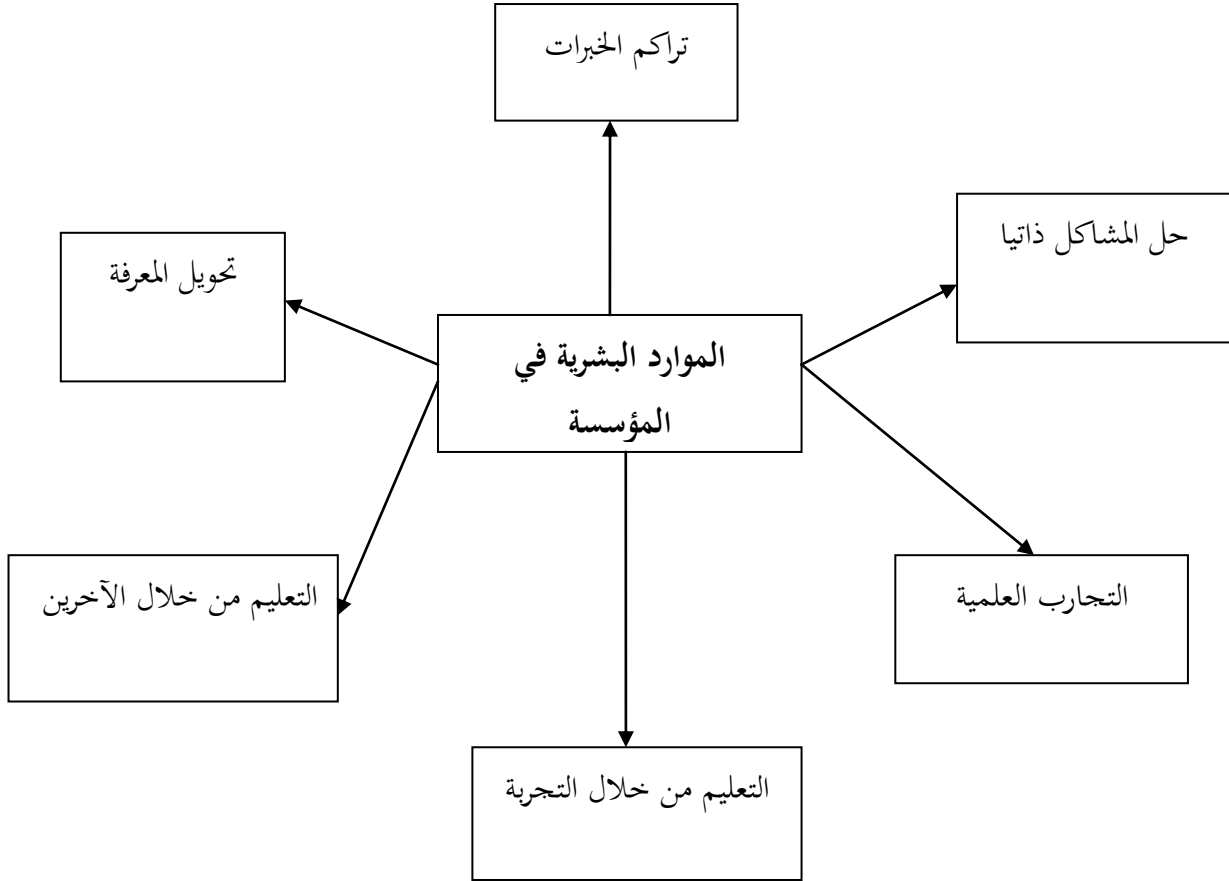 تراكم الخبرات
حل المشاكل ذاتيا
تحويل المعرفة
الموارد البشرية في
المؤسسة
التجارب العلمية
التعليم من خلال الآخرين
التعليم من خلال التجربة